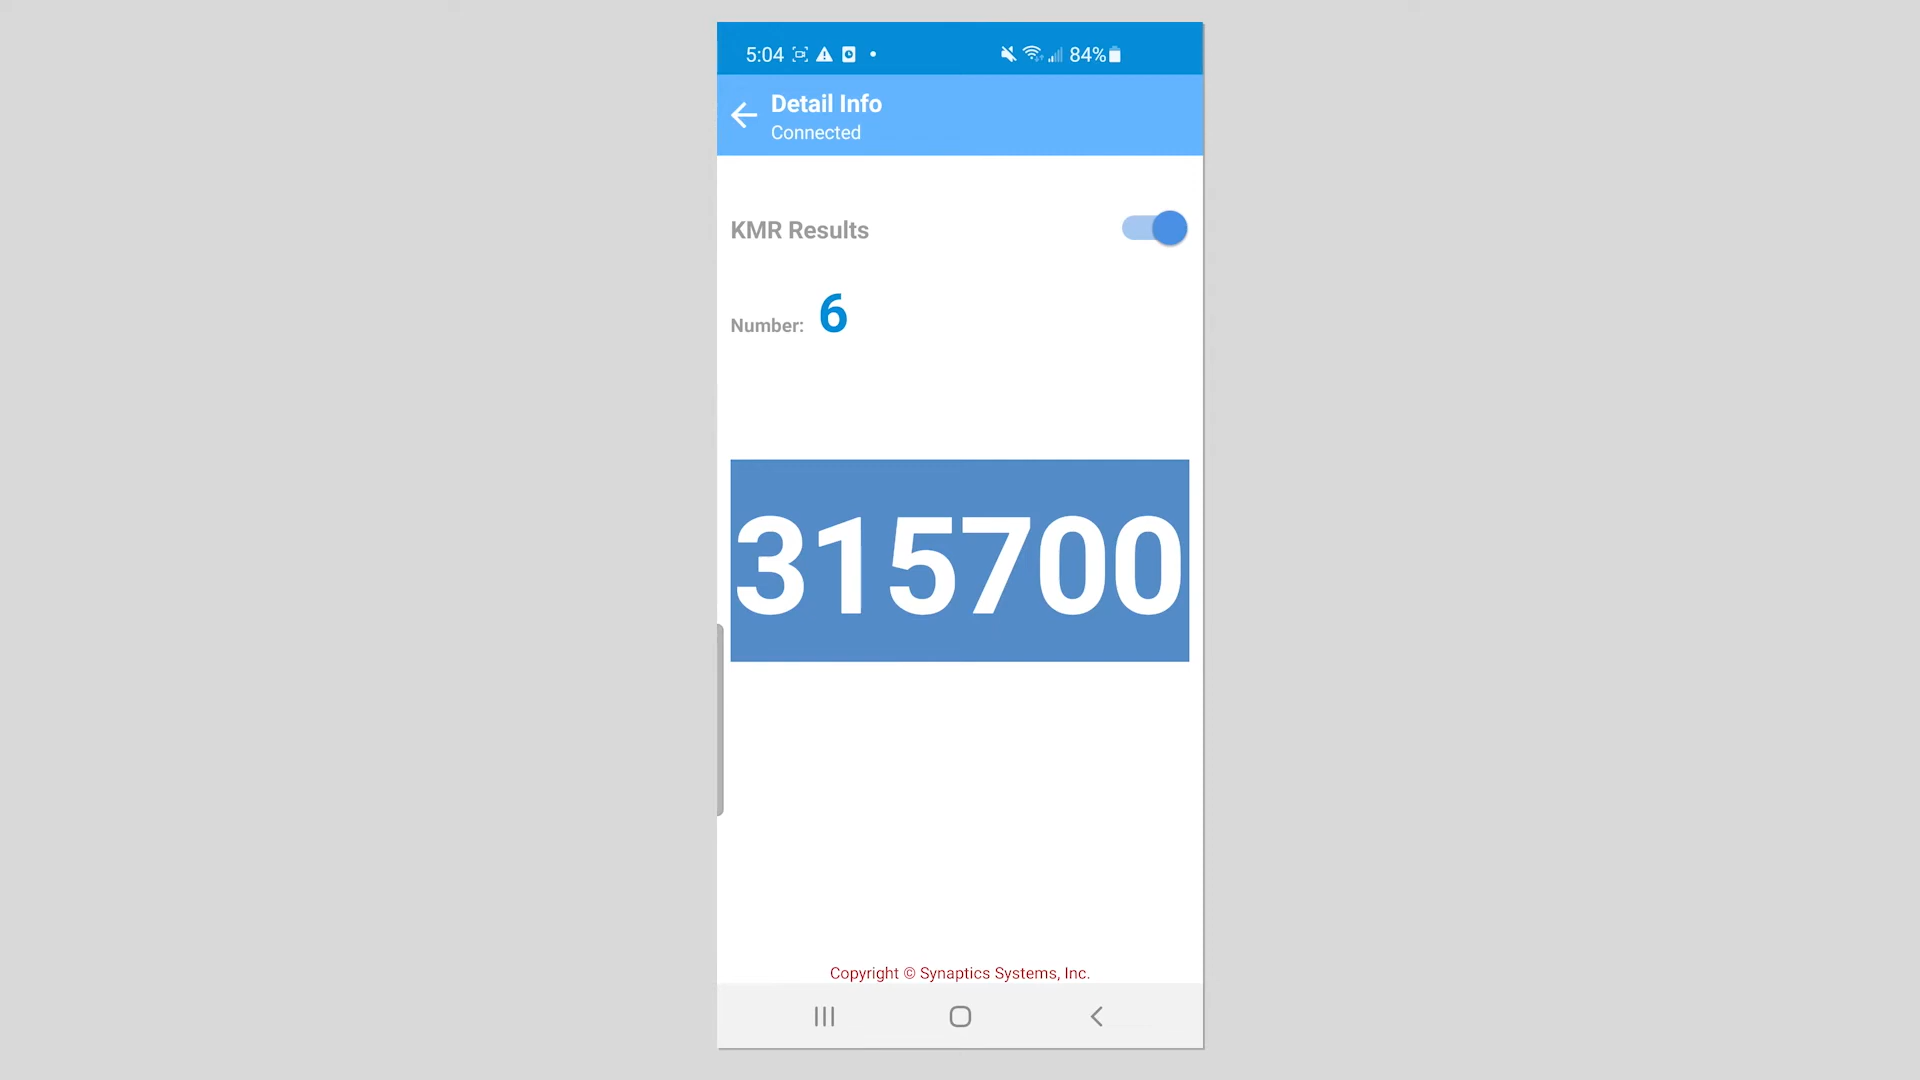 5:04 84%
Detail Info
Connected
KMR Results
Number: 6
315700
Copyright © Synaptics Systems, Inc.